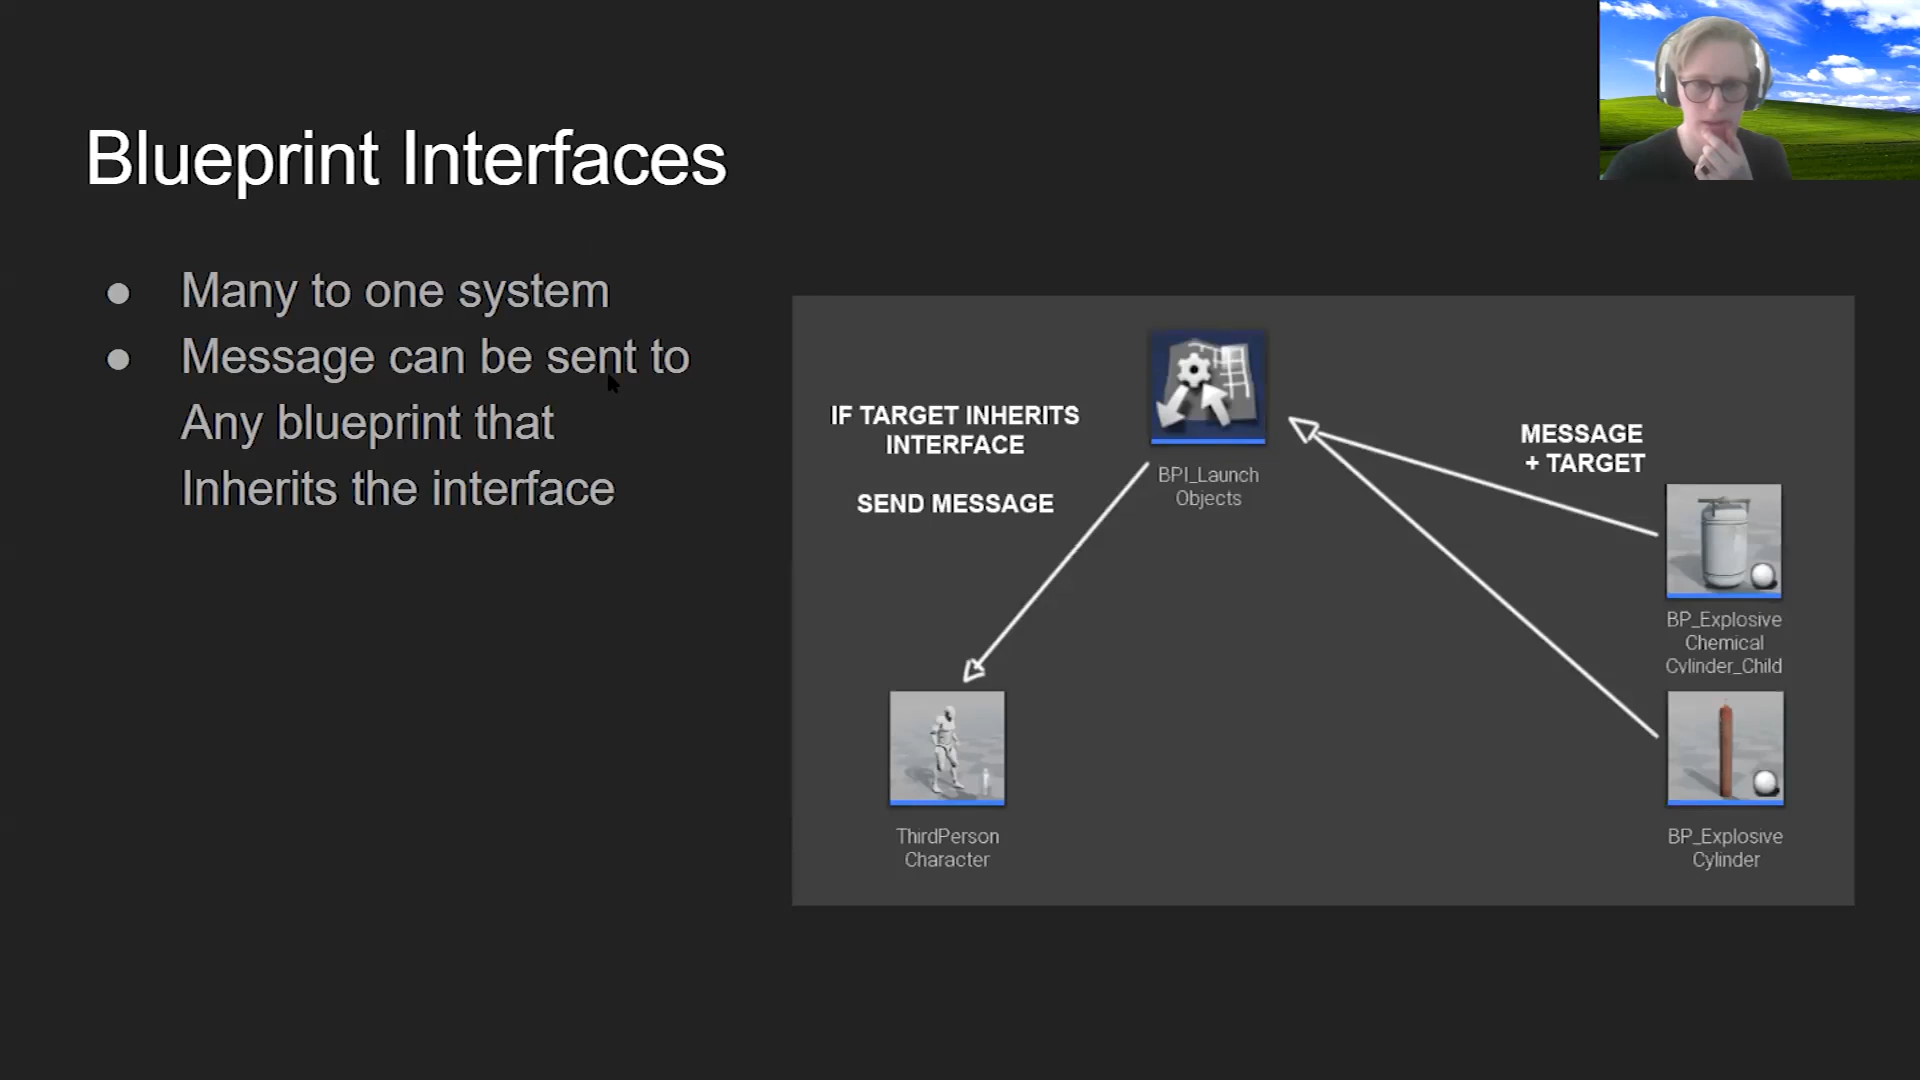 Blueprint Interfaces
● Many to one system
● Message can be sent to
Any blueprint that
Inherits the interface
IF TARGET INHERITS
INTERFACE
SEND MESSAGE
BPI_Launch
Objects
MESSAGE
+ TARGET
BP_Explosive
Chemical
Cylinder_Child
ThirdPerson
Character
BP_Explosive
Cylinder